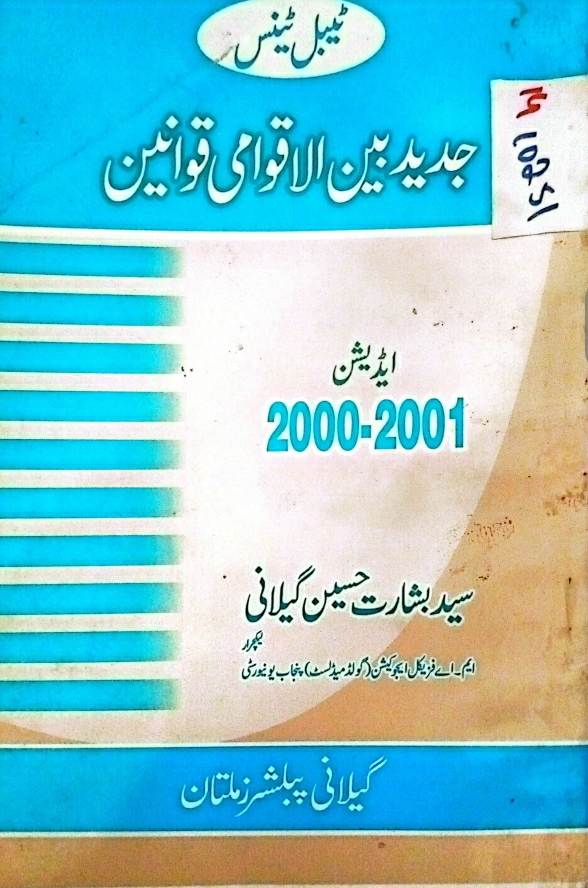 ٹیبل ٹینس
جدید بین الاقوامی قوانین
ایڈیشن
2000-2001
سید بشارت حسین گیلانی
لیکچرار
ایم۔اے فزیکل ایجوکیشن (گولڈ میڈلسٹ) پنجاب یونیورسٹی
گیلانی پبلشرز ملتان